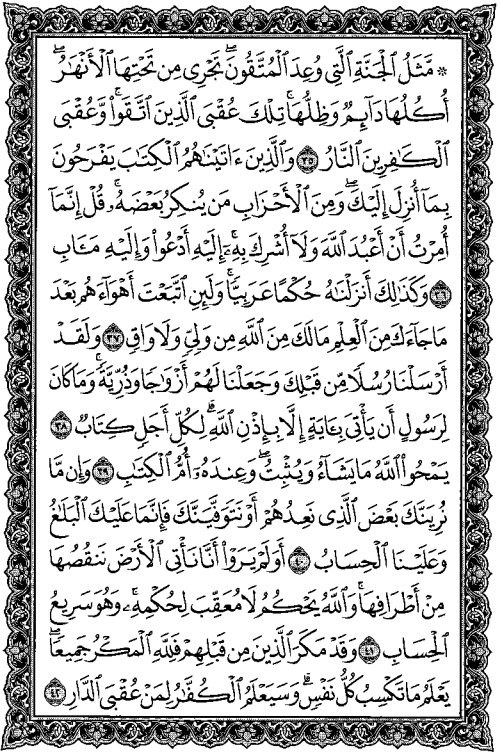 ۞ مَّثَلُ ٱلْجَنَّةِ ٱلَّتِى وُعِدَ ٱلْمُتَّقُونَ ۖ تَجْرِى مِن تَحْتِهَا ٱلْأَنْهَٰرُ ۖ
أُكُلُهَا دَآئِمٌ وَظِلُّهَا ۚ تِلْكَ عُقْبَى ٱلَّذِينَ ٱتَّقَوا۟ ۖ وَّعُقْبَى
ٱلْكَٰفِرِينَ ٱلنَّارُ ٣٥ وَٱلَّذِينَ ءَاتَيْنَٰهُمُ ٱلْكِتَٰبَ يَفْرَحُونَ
بِمَآ أُنزِلَ إِلَيْكَ ۖ وَمِنَ ٱلْأَحْزَابِ مَن يُنكِرُ بَعْضَهُۥ ۚ قُلْ إِنَّمَآ
أُمِرْتُ أَنْ أَعْبُدَ ٱللَّهَ وَلَآ أُشْرِكَ بِهِۦٓ ۚ إِلَيْهِ أَدْعُوا۟ وَإِلَيْهِ مَـَٔابِ
٣٦ وَكَذَٰلِكَ أَنزَلْنَٰهُ حُكْمًا عَرَبِيًّا ۚ وَلَئِنِ ٱتَّبَعْتَ أَهْوَآءَهُم بَعْدَ
مَا جَآءَكَ مِنَ ٱلْعِلْمِ مَا لَكَ مِنَ ٱللَّهِ مِن وَلِىٍّ وَلَا وَاقٍ ٣٧ وَلَقَدْ
أَرْسَلْنَا رُسُلًا مِّن قَبْلِكَ وَجَعَلْنَا لَهُمْ أَزْوَٰجًا وَذُرِّيَّةً ۚ وَمَا كَانَ
لِرَسُولٍ أَن يَأْتِىَ بِـَٔايَةٍ إِلَّا بِإِذْنِ ٱللَّهِ ۗ لِكُلِّ أَجَلٍ كِتَابٌ ٣٨
يَمْحُوا۟ ٱللَّهُ مَا يَشَآءُ وَيُثْبِتُ ۖ وَعِندَهُۥٓ أُمُّ ٱلْكِتَٰبِ ٣٩ وَإِن مَّا
نُرِيَنَّكَ بَعْضَ ٱلَّذِى نَعِدُهُمْ أَوْ نَتَوَفَّيَنَّكَ فَإِنَّمَا عَلَيْكَ ٱلْبَلَٰغُ
وَعَلَيْنَا ٱلْحِسَابُ ٤٠ أَوَلَمْ يَرَوْا۟ أَنَّا نَأْتِى ٱلْأَرْضَ نَنقُصُهَا
مِنْ أَطْرَافِهَا ۚ وَٱللَّهُ يَحْكُمُ لَا مُعَقِّبَ لِحُكْمِهِۦ ۚ وَهُوَ سَرِيعُ
ٱلْحِسَابِ ٤١ وَقَدْ مَكَرَ ٱلَّذِينَ مِن قَبْلِهِمْ فَلِلَّهِ ٱلْمَكْرُ جَمِيعًا ۖ
يَعْلَمُ مَا تَكْسِبُ كُلُّ نَفْسٍ ۗ وَسَيَعْلَمُ ٱلْكُفَّٰرُ لِمَنْ عُقْبَى ٱلدَّارِ ٤٢